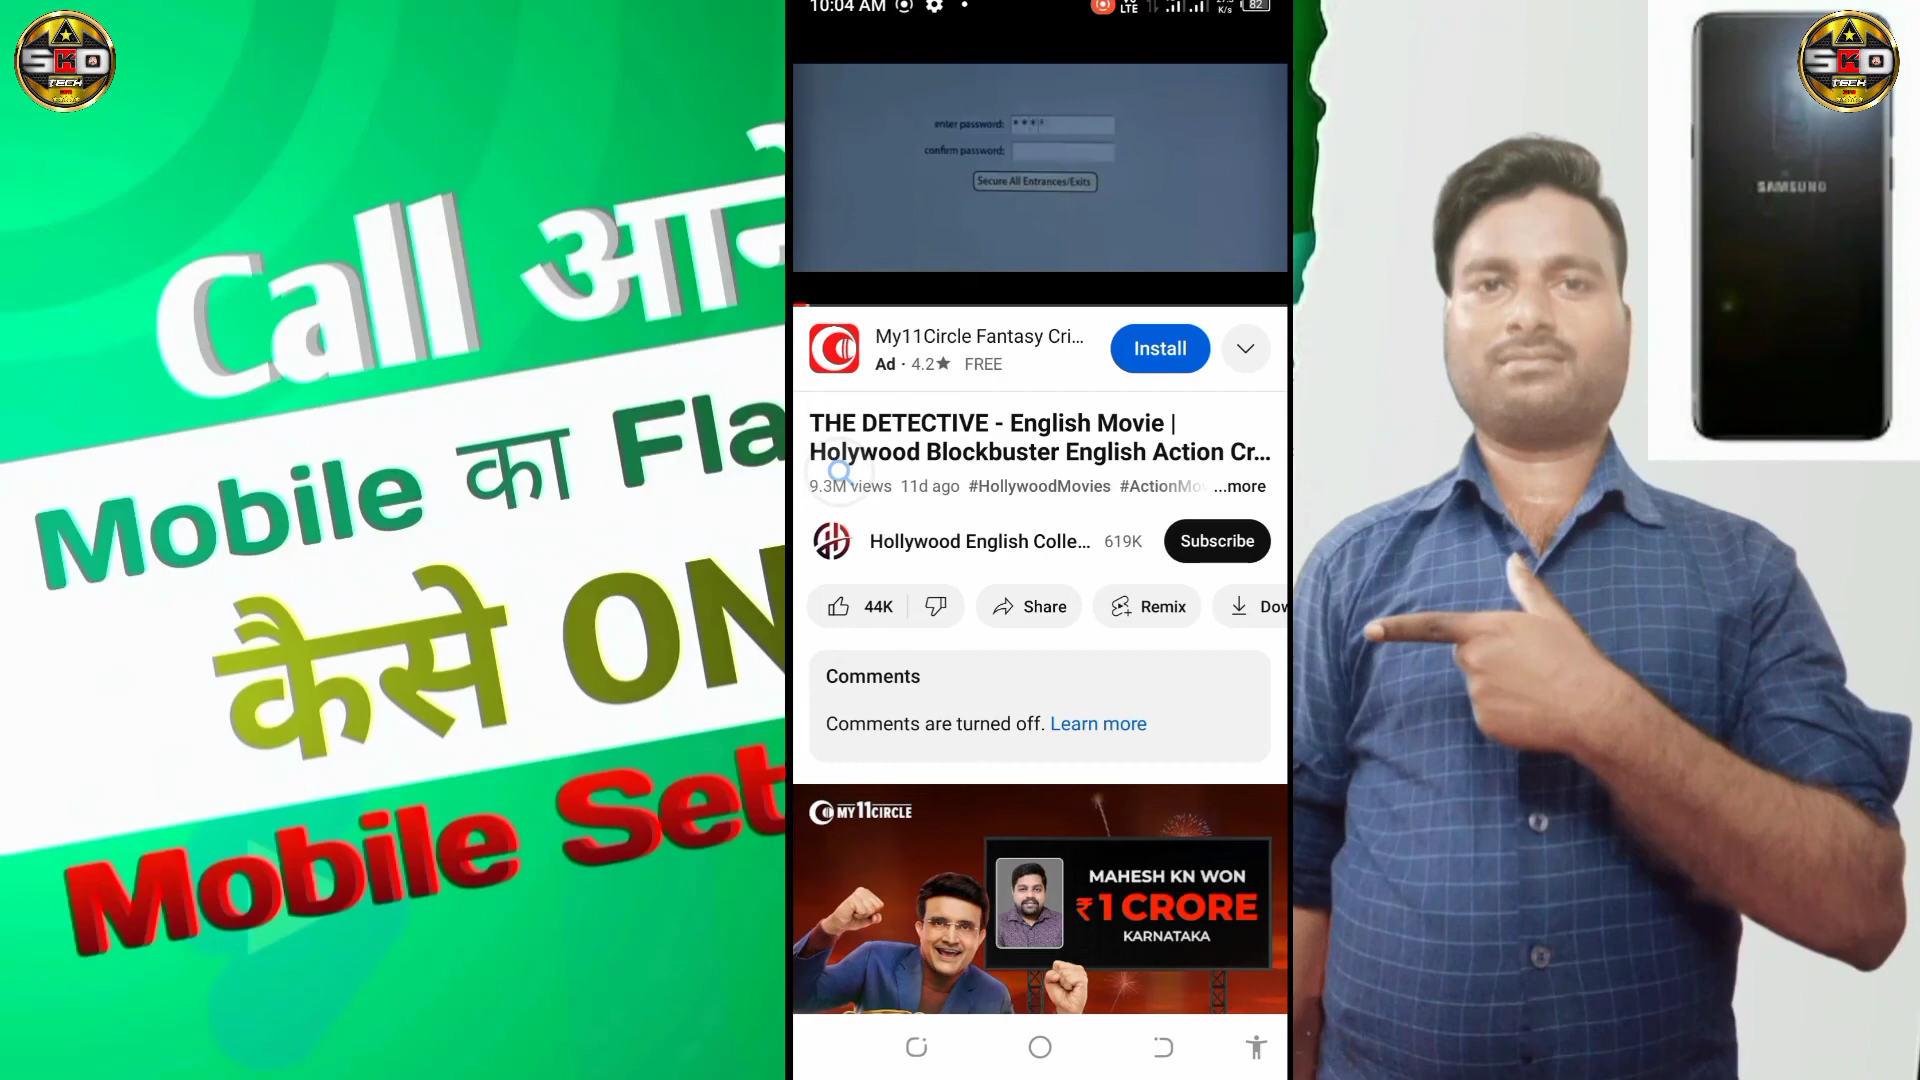 SKD
TECH
Call आने
Mobile का Fla
कैसे ON
Mobile Set
10:04 AM
LTE
K/s
82
enter password: ****
confirm password:
Secure All Entrances/Exits
My11Circle Fantasy Cri...
Install
Ad · 4.2★ FREE
THE DETECTIVE - English Movie |
Holywood Blockbuster English Action Cr...
9.3M views 11d ago #HollywoodMovies #ActionMo ...more
Hollywood English Colle... 619K
Subscribe
44K
Share
Remix
Dow
Comments
Comments are turned off. Learn more
MY11CIRCLE
MAHESH KN WON
₹1 CRORE
KARNATAKA
SAMSUNG
SKD
TECH